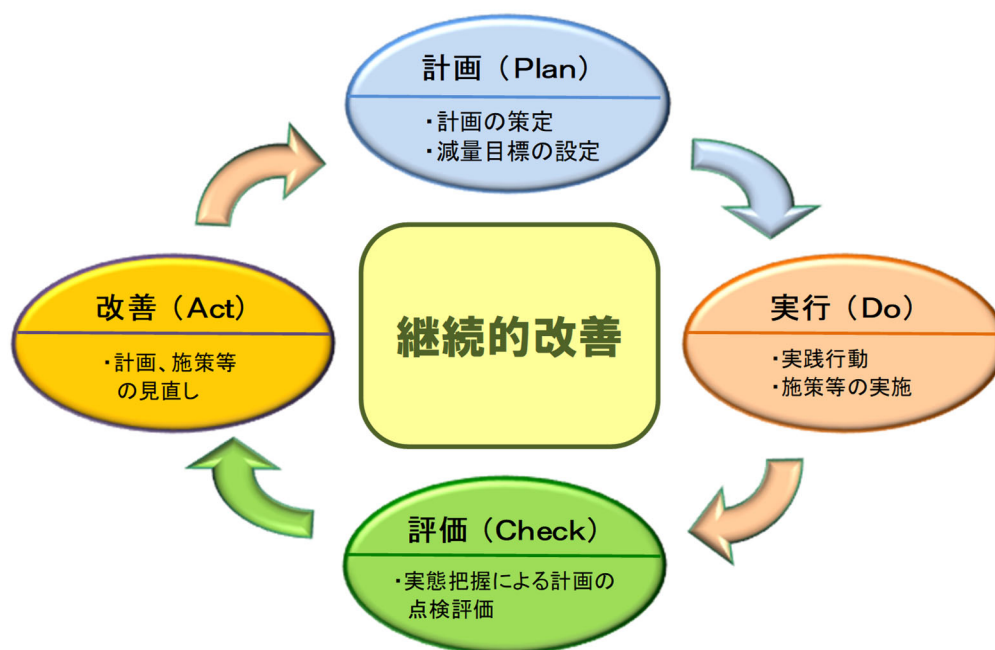 計画（Plan）
・計画の策定
・減量目標の設定
実行（Do）
・実践行動
・施策等の実施
評価（Check）
・実態把握による計画の
点検評価
改善（Act）
・計画、施策等
の見直し
継続的改善